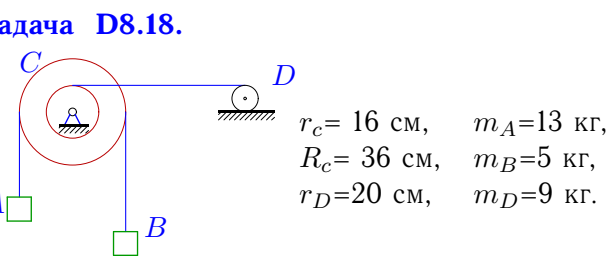 адача D8.18.
C
D
r_c= 16 см, m_A=13 кг,
R_c= 36 см, m_B=5 кг,
r_D=20 см, m_D=9 кг.
B